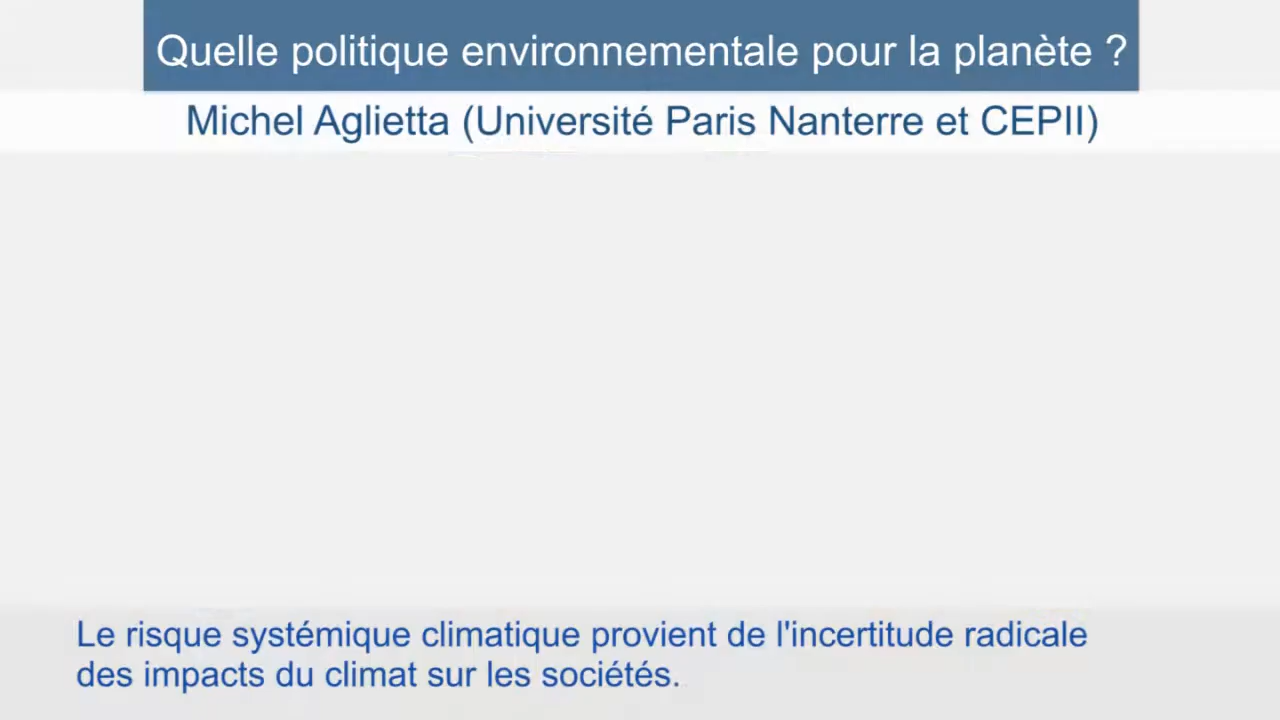 Quelle politique environnementale pour la planète ?
Michel Aglietta (Université Paris Nanterre et CEPII)
Le risque systémique climatique provient de l'incertitude radicale
des impacts du climat sur les sociétés.